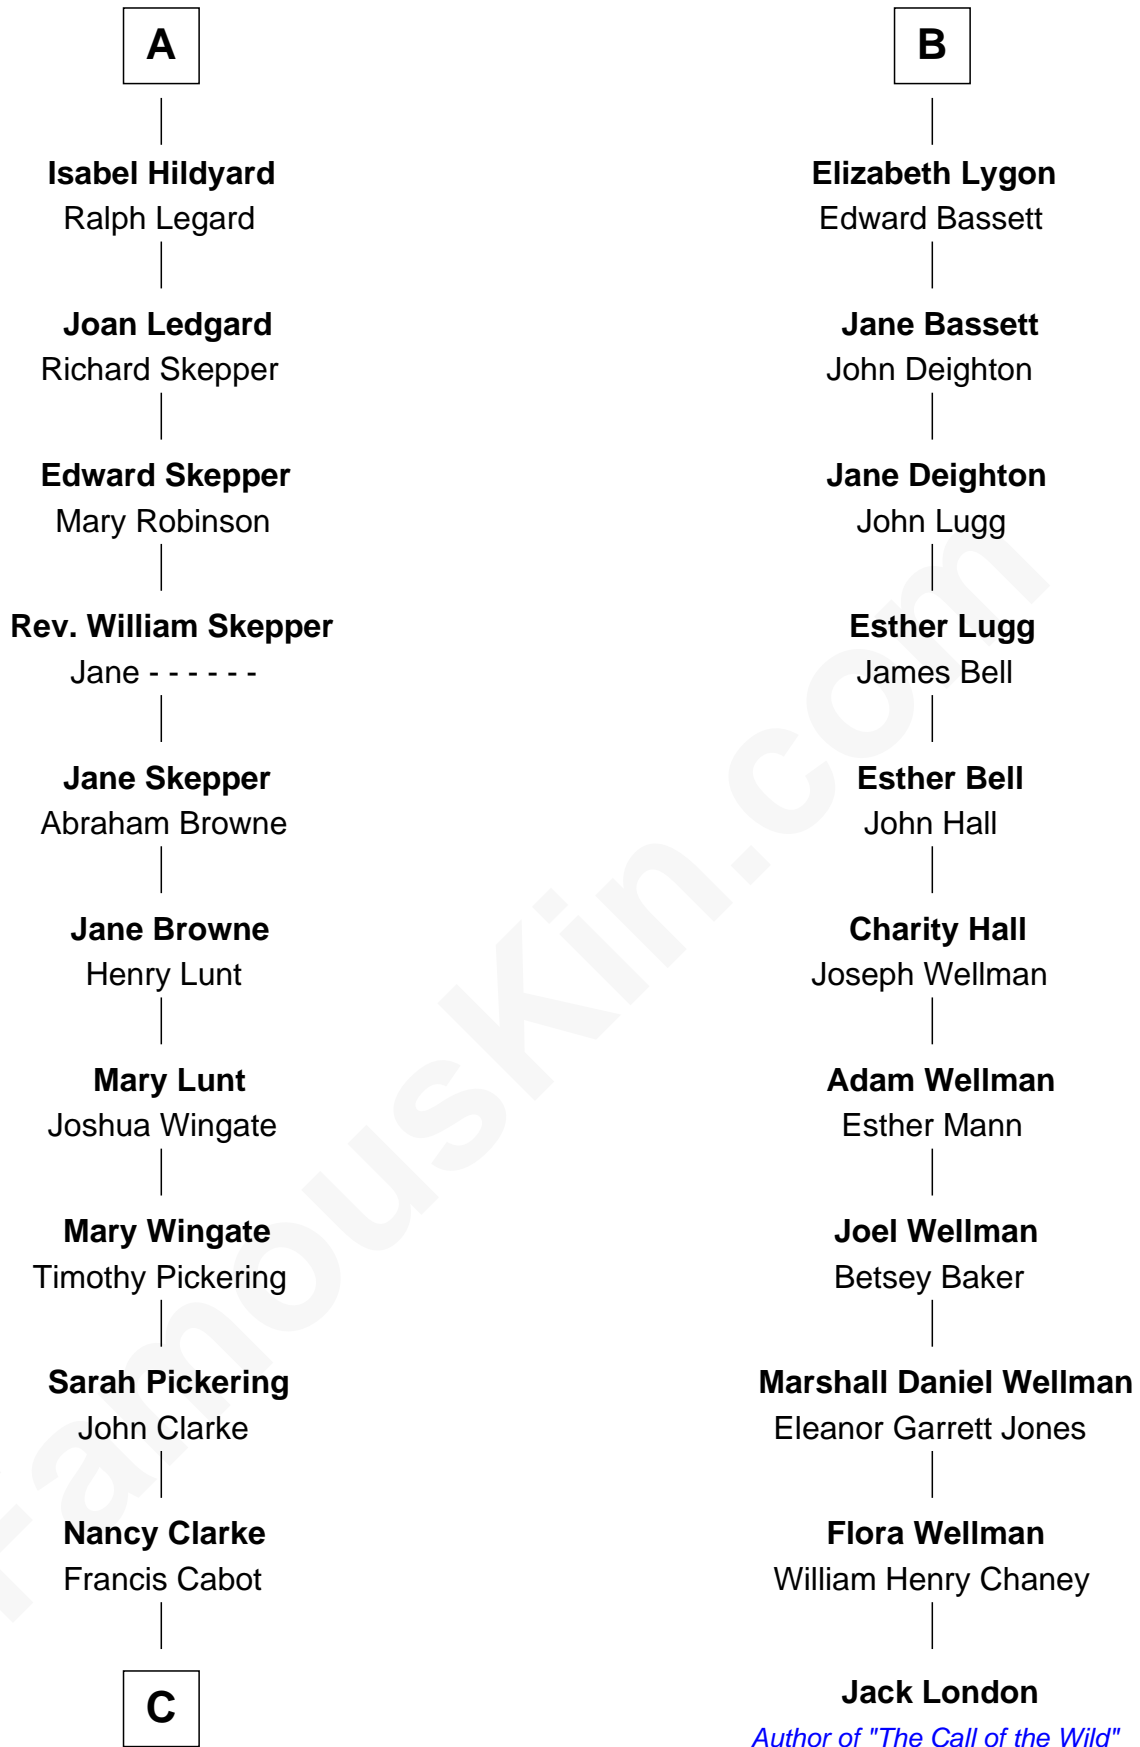 A
Isabel Hildyard
Ralph Legard
Joan Ledgard
Richard Skepper
Edward Skepper
Mary Robinson
Rev. William Skepper
Jane - - - - - -
Jane Skepper
Abraham Browne
Jane Browne
Henry Lunt
Mary Lunt
Joshua Wingate
Mary Wingate
Timothy Pickering
Sarah Pickering
John Clarke
Nancy Clarke
Francis Cabot
C
B
Elizabeth Lygon
Edward Bassett
Jane Bassett
John Deighton
Jane Deighton
John Lugg
Esther Lugg
James Bell
Esther Bell
John Hall
Charity Hall
Joseph Wellman
Adam Wellman
Esther Mann
Joel Wellman
Betsey Baker
Marshall Daniel Wellman
Eleanor Garrett Jones
Flora Wellman
William Henry Chaney
Jack London
Author of "The Call of the Wild"
FamousKin.com